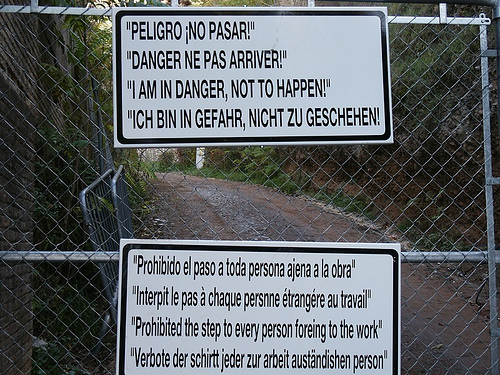 "PELIGRO ¡NO PASAR!"
"DANGER NE PAS ARRIVER!"
"I AM IN DANGER, NOT TO HAPPEN!"
"ICH BIN IN GEFAHR, NICHT ZU GESCHEHEN!
"Prohibido el paso a toda persona ajena a la obra"
"Interpit le pas à chaque persnne étrangére au travail"
"Prohibited the step to every person foreing to the work"
"Verbote der schirtt jeder zur arbeit auständishen person"